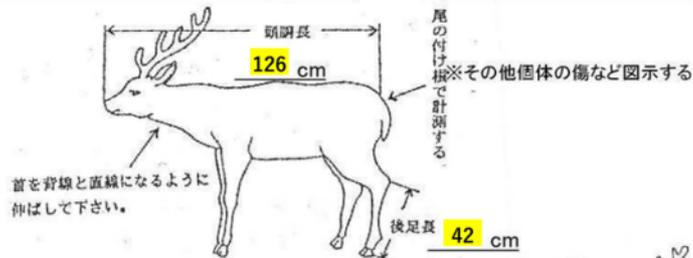 頭胴長
126 cm
尾の付け根で計測する
※その他個体の傷など図示する
首を背線と直線になるように
伸ばして下さい。
後足長 42 cm